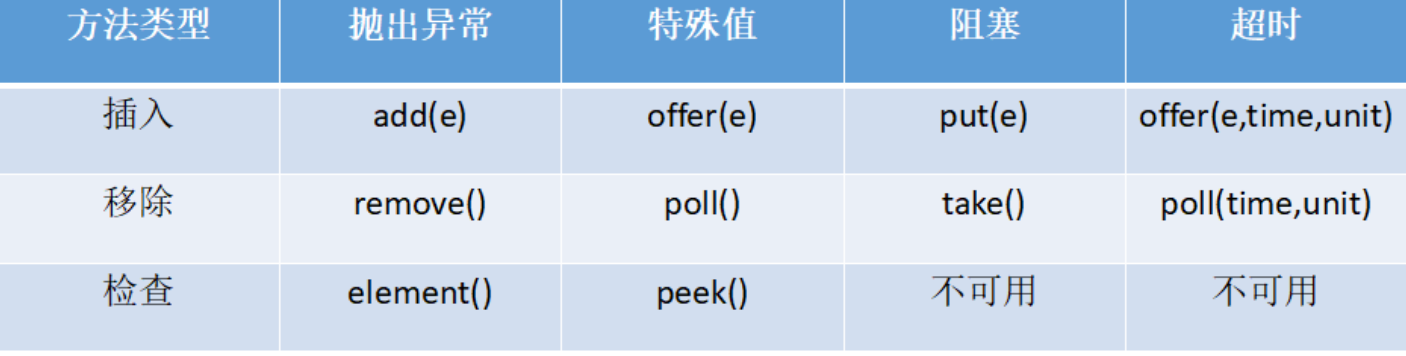 方法类型 抛出异常 特殊值 阻塞 超时
插入 add(e) offer(e) put(e) offer(e,time,unit)
移除 remove() poll() take() poll(time,unit)
检查 element() peek() 不可用 不可用